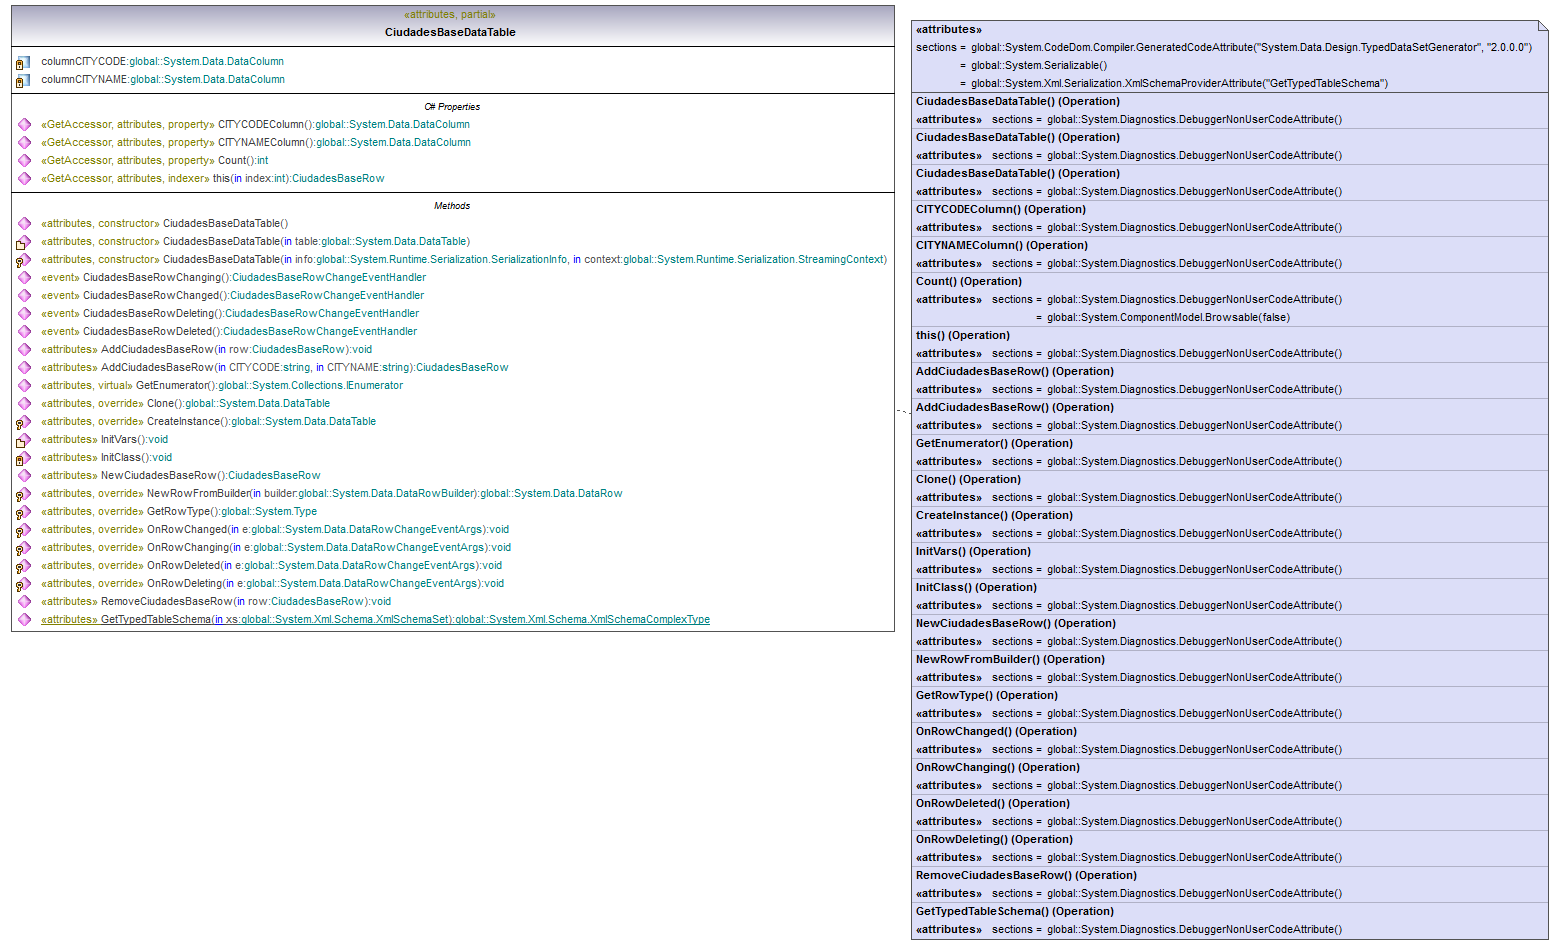 «attributes, partial»
CiudadesBaseDataTable
columnCITYCODE:global::System.Data.DataColumn
columnCITYNAME:global::System.Data.DataColumn
C# Properties
«GetAccessor, attributes, property» CITYCODEColumn():global::System.Data.DataColumn
«GetAccessor, attributes, property» CITYNAMEColumn():global::System.Data.DataColumn
«GetAccessor, attributes, property» Count():int
«GetAccessor, attributes, indexer» this(in index:int):CiudadesBaseRow
Methods
«attributes, constructor» CiudadesBaseDataTable()
«attributes, constructor» CiudadesBaseDataTable(in table:global::System.Data.DataTable)
«attributes, constructor» CiudadesBaseDataTable(in info:global::System.Runtime.Serialization.SerializationInfo, in context:global::System.Runtime.Serialization.StreamingContext)
«event» CiudadesBaseRowChanging():CiudadesBaseRowChangeEventHandler
«event» CiudadesBaseRowChanged():CiudadesBaseRowChangeEventHandler
«event» CiudadesBaseRowDeleting():CiudadesBaseRowChangeEventHandler
«event» CiudadesBaseRowDeleted():CiudadesBaseRowChangeEventHandler
«attributes» AddCiudadesBaseRow(in row:CiudadesBaseRow):void
«attributes» AddCiudadesBaseRow(in CITYCODE:string, in CITYNAME:string):CiudadesBaseRow
«attributes, virtual» GetEnumerator():global::System.Collections.IEnumerator
«attributes, override» Clone():global::System.Data.DataTable
«attributes, override» CreateInstance():global::System.Data.DataTable
«attributes» InitVars():void
«attributes» InitClass():void
«attributes» NewCiudadesBaseRow():CiudadesBaseRow
«attributes, override» NewRowFromBuilder(in builder:global::System.Data.DataRowBuilder):global::System.Data.DataRow
«attributes, override» GetRowType():global::System.Type
«attributes, override» OnRowChanged(in e:global::System.Data.DataRowChangeEventArgs):void
«attributes, override» OnRowChanging(in e:global::System.Data.DataRowChangeEventArgs):void
«attributes, override» OnRowDeleted(in e:global::System.Data.DataRowChangeEventArgs):void
«attributes, override» OnRowDeleting(in e:global::System.Data.DataRowChangeEventArgs):void
«attributes» RemoveCiudadesBaseRow(in row:CiudadesBaseRow):void
«attributes» GetTypedTableSchema(in xs:global::System.Xml.Schema.XmlSchemaSet):global::System.Xml.Schema.XmlSchemaComplexType
«attributes»
sections = global::System.CodeDom.Compiler.GeneratedCodeAttribute("System.Data.Design.TypedDataSetGenerator", "2.0.0.0")
= global::System.Serializable()
= global::System.Xml.Serialization.XmlSchemaProviderAttribute("GetTypedTableSchema")
CiudadesBaseDataTable() (Operation)
«attributes» sections = global::System.Diagnostics.DebuggerNonUserCodeAttribute()
CiudadesBaseDataTable() (Operation)
«attributes» sections = global::System.Diagnostics.DebuggerNonUserCodeAttribute()
CiudadesBaseDataTable() (Operation)
«attributes» sections = global::System.Diagnostics.DebuggerNonUserCodeAttribute()
CITYCODEColumn() (Operation)
«attributes» sections = global::System.Diagnostics.DebuggerNonUserCodeAttribute()
CITYNAMEColumn() (Operation)
«attributes» sections = global::System.Diagnostics.DebuggerNonUserCodeAttribute()
Count() (Operation)
«attributes» sections = global::System.Diagnostics.DebuggerNonUserCodeAttribute()
= global::System.ComponentModel.Browsable(false)
this() (Operation)
«attributes» sections = global::System.Diagnostics.DebuggerNonUserCodeAttribute()
AddCiudadesBaseRow() (Operation)
«attributes» sections = global::System.Diagnostics.DebuggerNonUserCodeAttribute()
AddCiudadesBaseRow() (Operation)
«attributes» sections = global::System.Diagnostics.DebuggerNonUserCodeAttribute()
GetEnumerator() (Operation)
«attributes» sections = global::System.Diagnostics.DebuggerNonUserCodeAttribute()
Clone() (Operation)
«attributes» sections = global::System.Diagnostics.DebuggerNonUserCodeAttribute()
CreateInstance() (Operation)
«attributes» sections = global::System.Diagnostics.DebuggerNonUserCodeAttribute()
InitVars() (Operation)
«attributes» sections = global::System.Diagnostics.DebuggerNonUserCodeAttribute()
InitClass() (Operation)
«attributes» sections = global::System.Diagnostics.DebuggerNonUserCodeAttribute()
NewCiudadesBaseRow() (Operation)
«attributes» sections = global::System.Diagnostics.DebuggerNonUserCodeAttribute()
NewRowFromBuilder() (Operation)
«attributes» sections = global::System.Diagnostics.DebuggerNonUserCodeAttribute()
GetRowType() (Operation)
«attributes» sections = global::System.Diagnostics.DebuggerNonUserCodeAttribute()
OnRowChanged() (Operation)
«attributes» sections = global::System.Diagnostics.DebuggerNonUserCodeAttribute()
OnRowChanging() (Operation)
«attributes» sections = global::System.Diagnostics.DebuggerNonUserCodeAttribute()
OnRowDeleted() (Operation)
«attributes» sections = global::System.Diagnostics.DebuggerNonUserCodeAttribute()
OnRowDeleting() (Operation)
«attributes» sections = global::System.Diagnostics.DebuggerNonUserCodeAttribute()
RemoveCiudadesBaseRow() (Operation)
«attributes» sections = global::System.Diagnostics.DebuggerNonUserCodeAttribute()
GetTypedTableSchema() (Operation)
«attributes» sections = global::System.Diagnostics.DebuggerNonUserCodeAttribute()